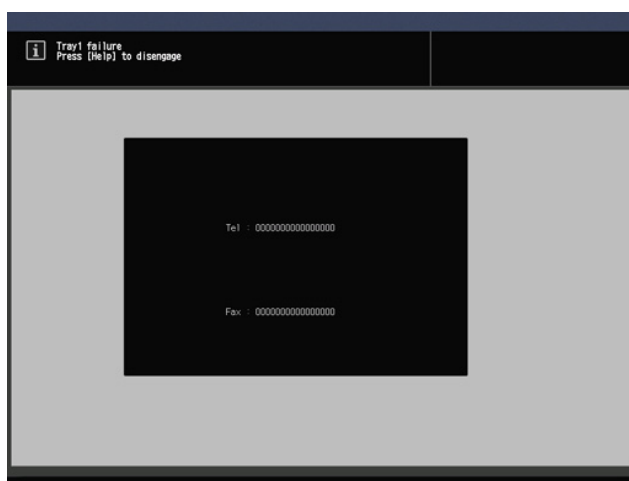 i
Tray1 failure
Press [Help] to disengage
Tel : 0000000000000000
Fax : 0000000000000000